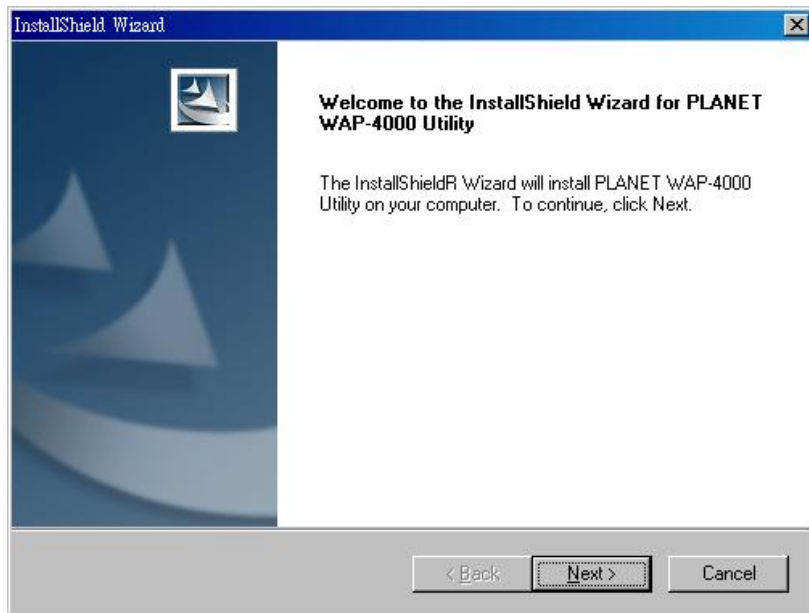 InstallShield Wizard
Welcome to the InstallShield Wizard for PLANET
WAP-4000 Utility
The InstallShieldR Wizard will install PLANET WAP-4000
Utility on your computer.  To continue, click Next.
< Back
Next >
Cancel